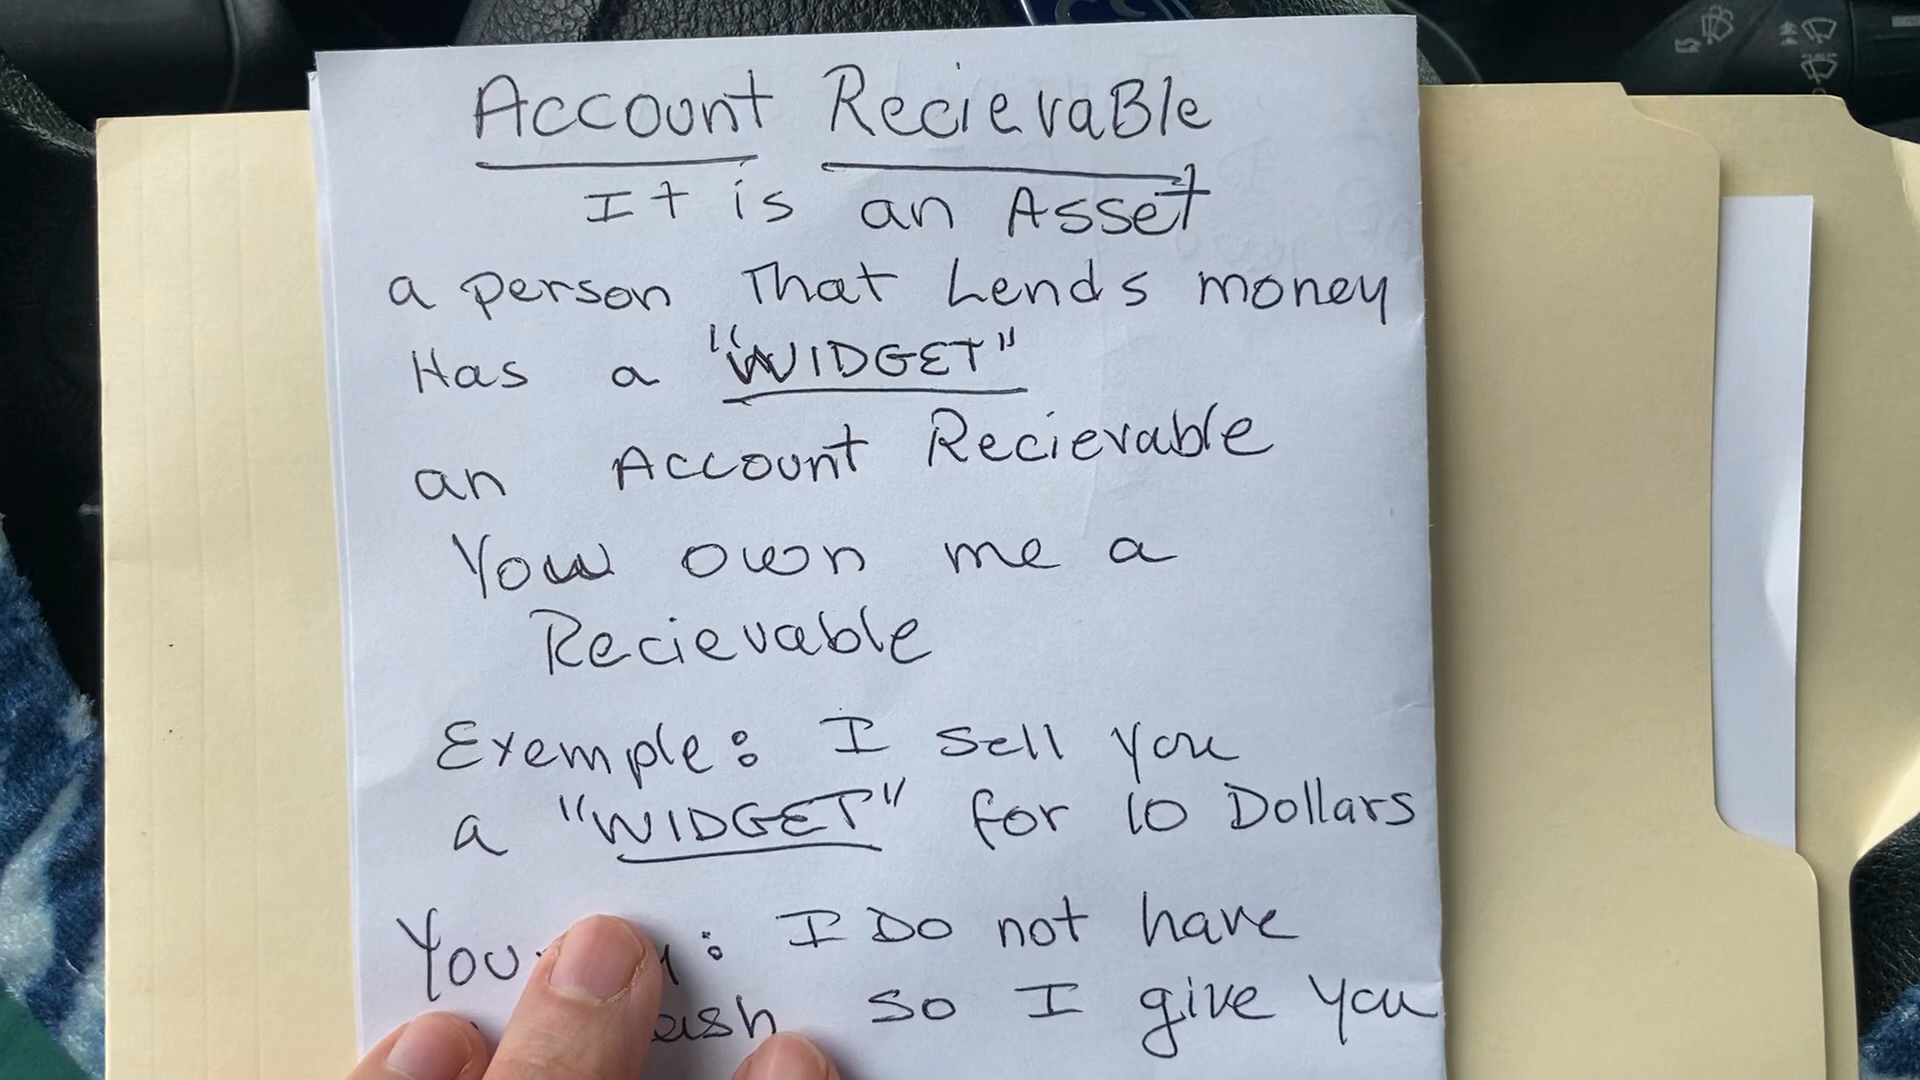 Account RecievaBle
It is an Asset
a person That Lends money
Has a "WIDGET"
an Account Recievable
You own me a
Recievable
Exemple: I sell you
a "WIDGET" for 10 Dollars
I Do not have
so I give you